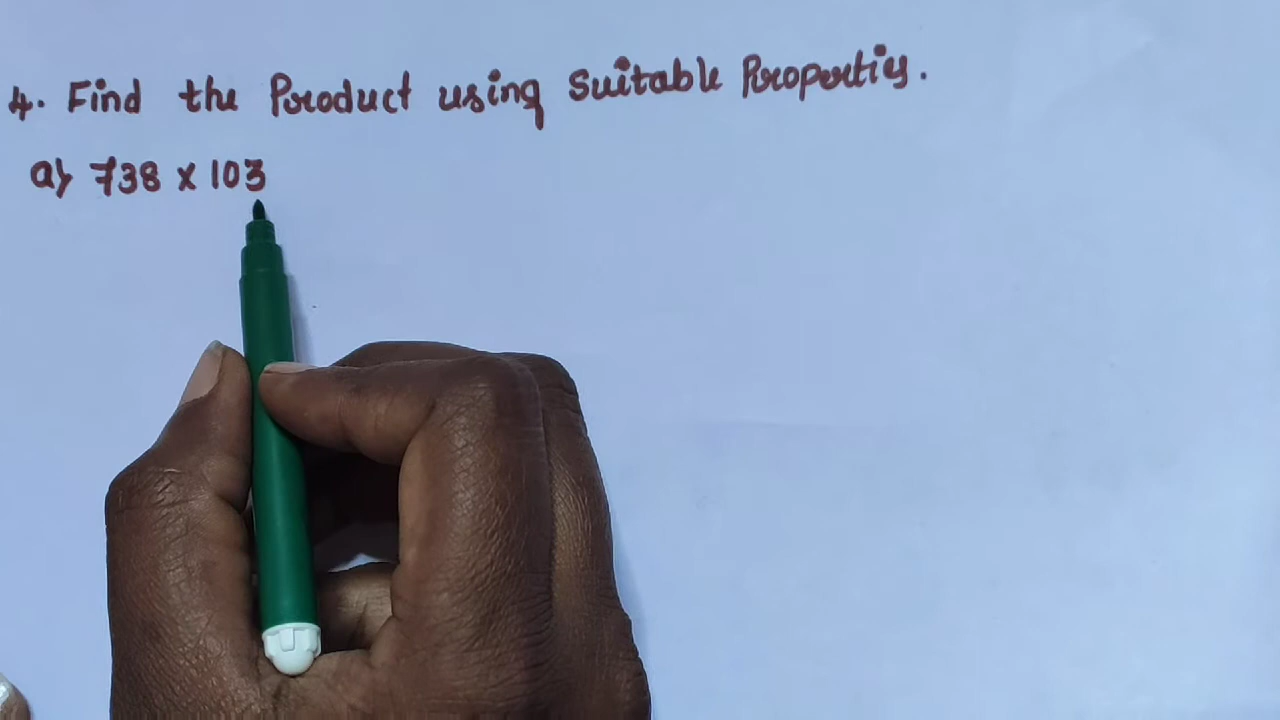 4. Find the Product using Suitable Properties.
a) 738 x 103